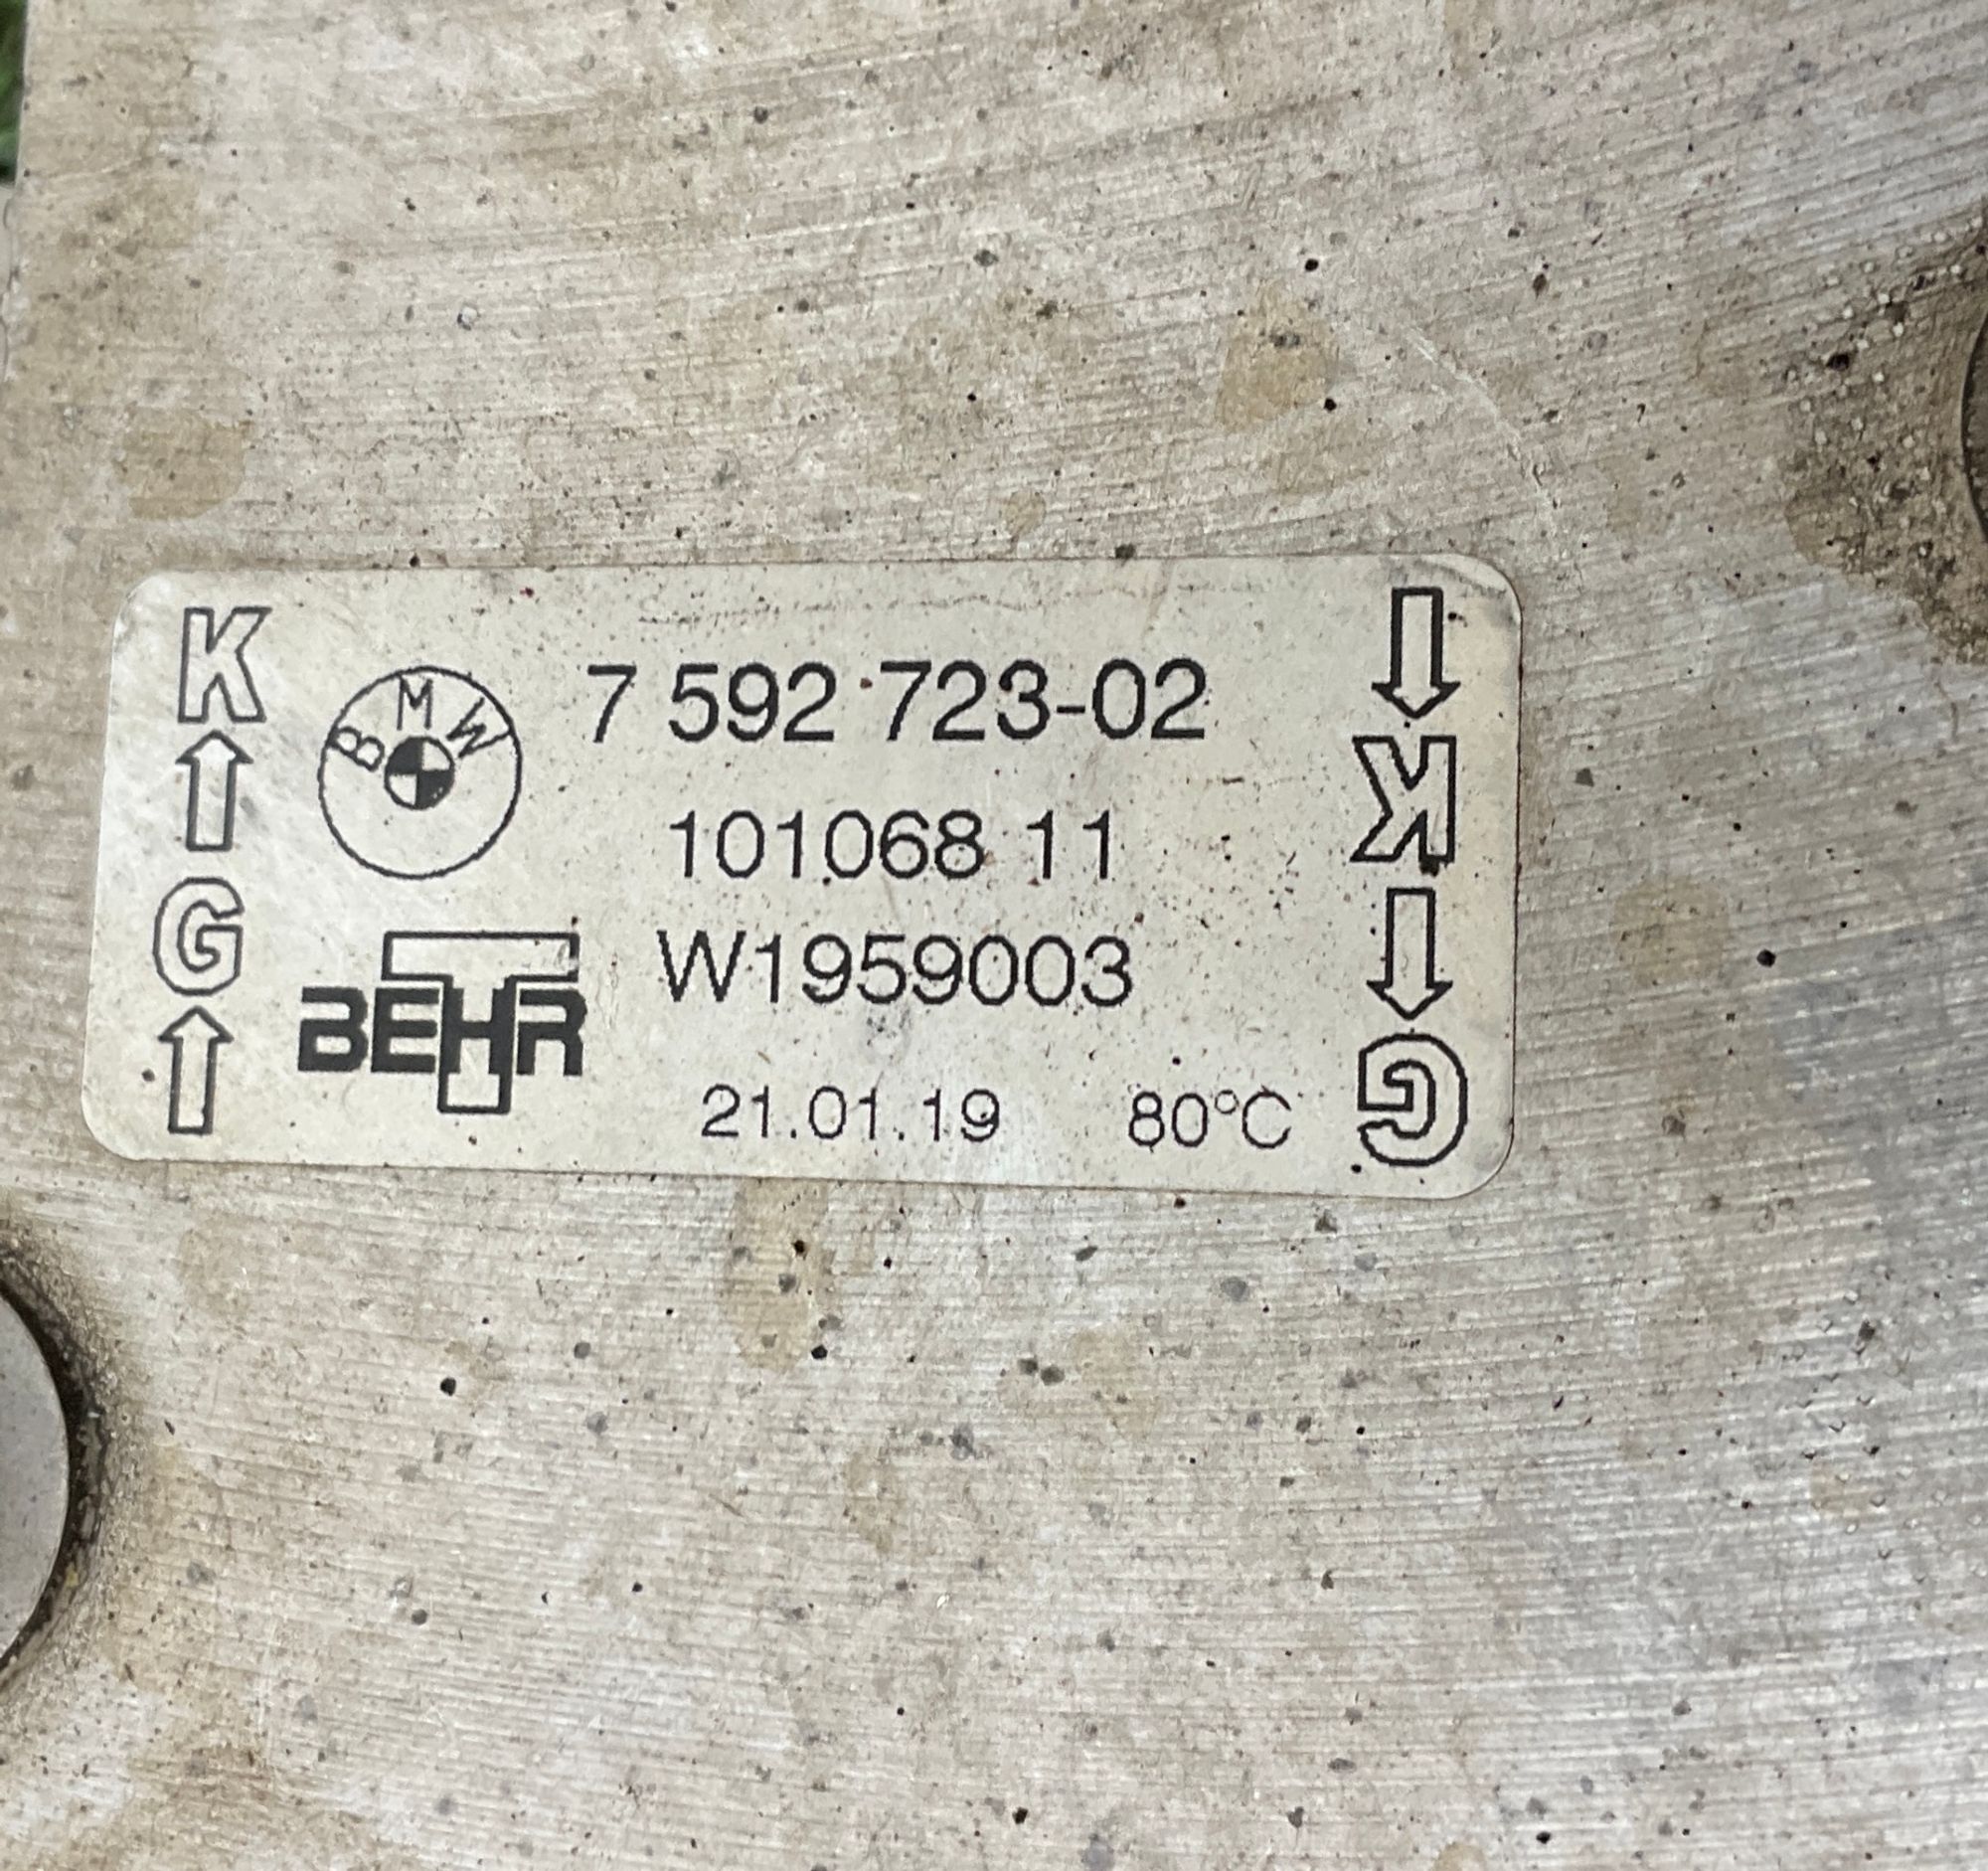 K
G
BMW
7 592 723-02
101068 11
BEHR
W1959003
21.01.19 80°C
K
G